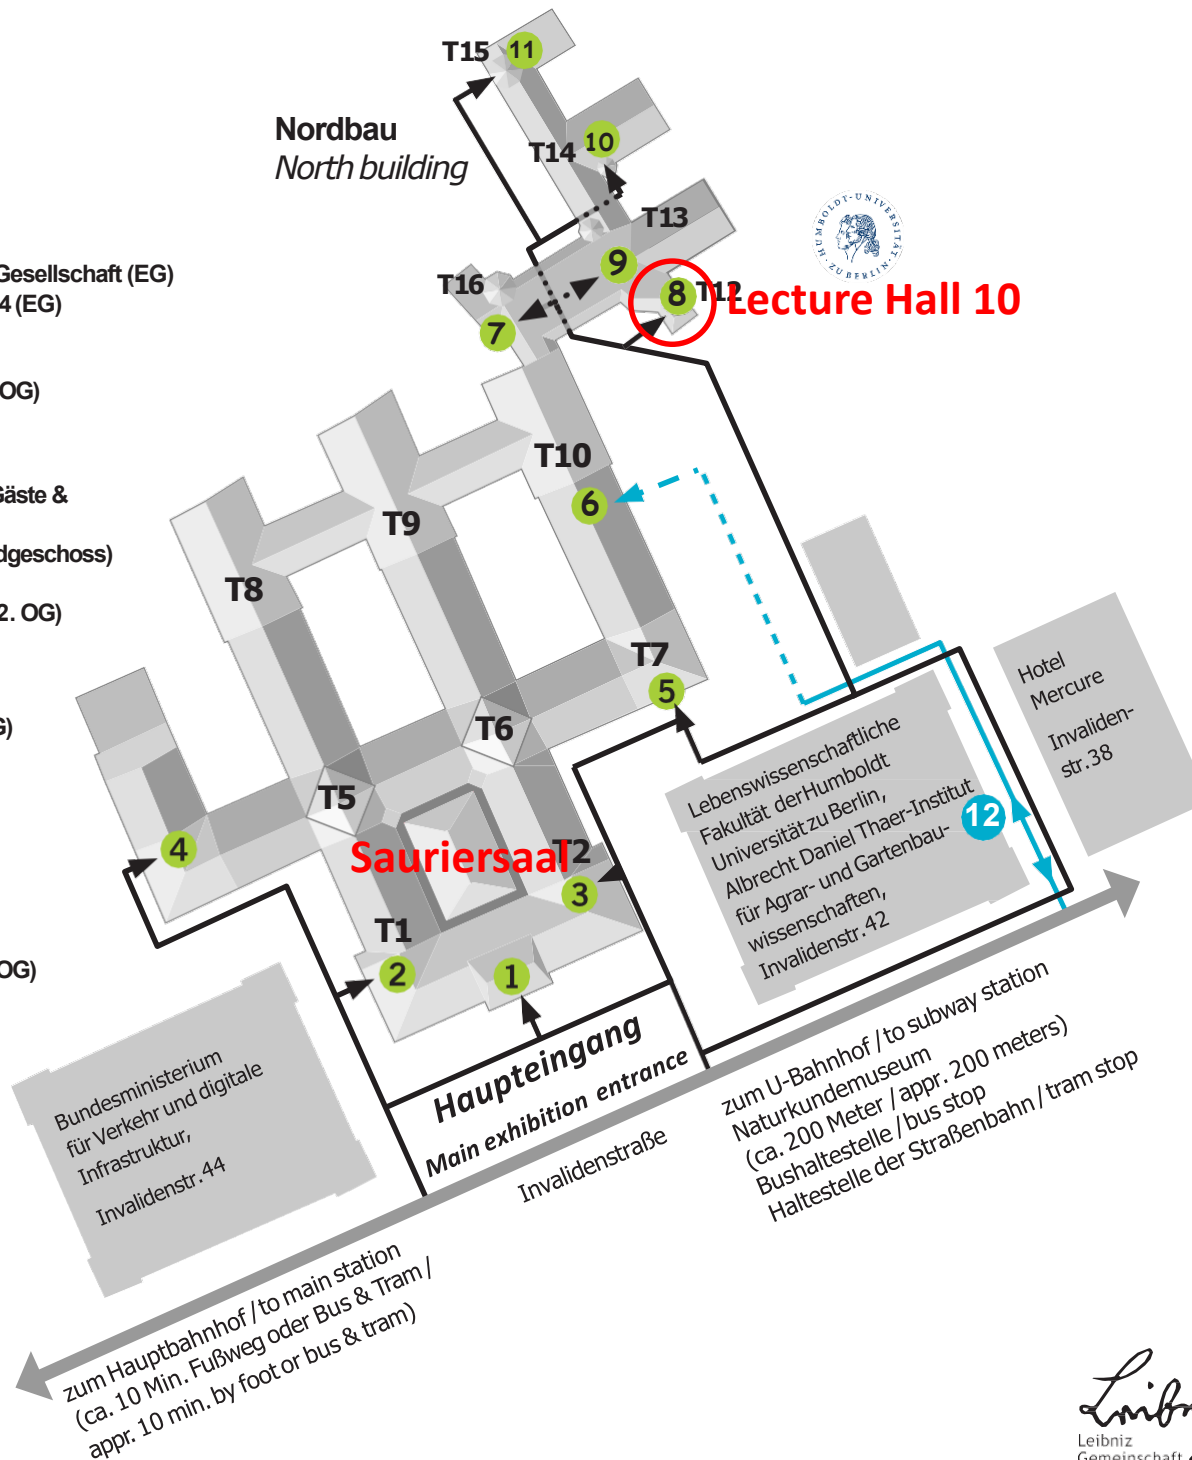 T15
11
Nordbau
North building
T14
10
T13
HUMBOLDT-UNIVERSITÄT
ZU BERLIN
Gesellschaft (EG)
4 (EG)
T16
9
8
T12
Lecture Hall 10
7
OG)
T10
Gäste &
6
T9
dgeschoss)
T8
2. OG)
T7
5
Hotel
Mercure
Invaliden-
str.38
G)
T6
Lebenswissenschaftliche
Fakultät der Humboldt
Universität zu Berlin,
Albrecht Daniel Thaer-Institut
für Agrar- und Gartenbau-
wissenschaften,
Invalidenstr.42
12
T5
4
Sauriersaal
T2
3
T1
2
1
OG)
Haupteingang
Main exhibition entrance
Bundesministerium
für Verkehr und digitale
Infrastruktur,
Invalidenstr.44
Invalidenstraße
zum U-Bahnhof / to subway station
Naturkundemuseum
(ca. 200 Meter / appr. 200 meters)
Bushaltestelle / bus stop
Haltestelle der Straßenbahn / tram stop
zum Hauptbahnhof / to main station
(ca. 10 Min. Fußweg oder Bus & Tram /
appr. 10 min. by foot or bus & tram)
Leibniz
Gemeinschaft